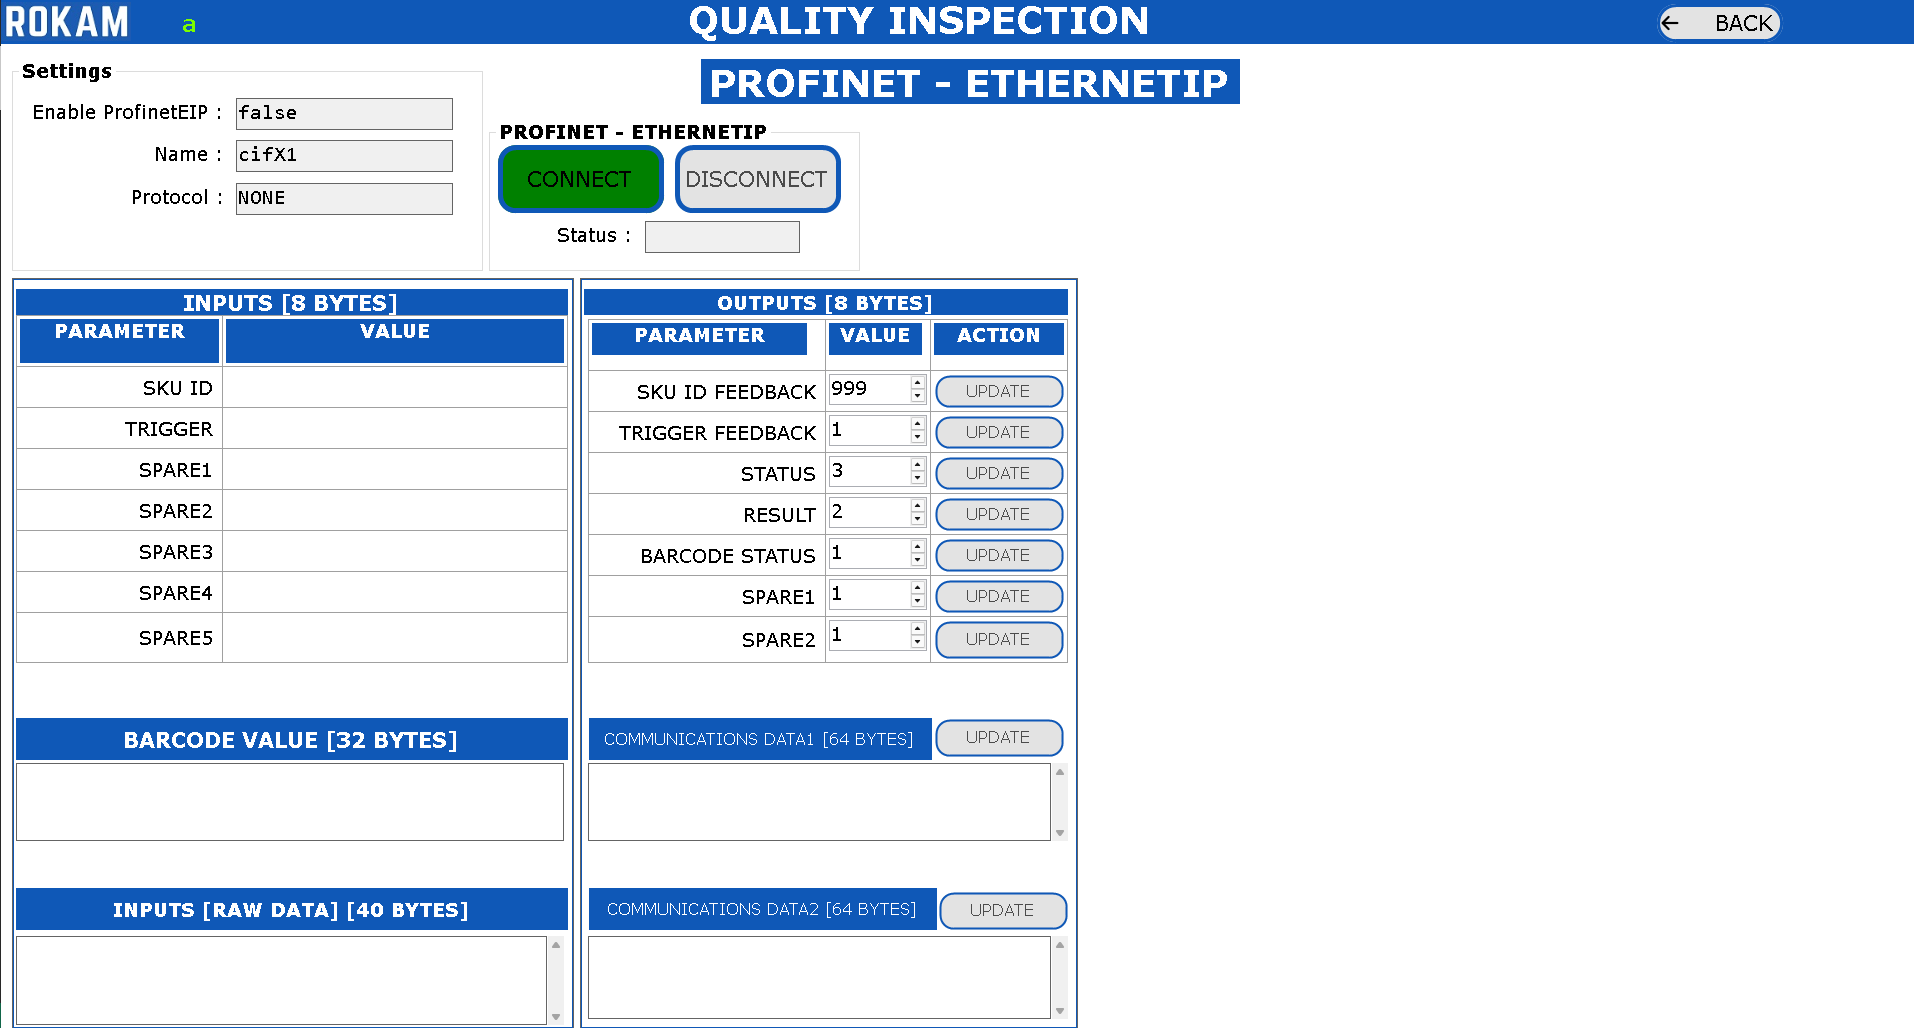 ROKAM
a
QUALITY INSPECTION
← BACK
Settings
Enable ProfinetEIP : false
Name : cifX1
Protocol : NONE
PROFINET - ETHERNETIP
PROFINET - ETHERNETIP
CONNECT DISCONNECT
Status :
INPUTS [8 BYTES]
PARAMETER VALUE
SKU ID
TRIGGER
SPARE1
SPARE2
SPARE3
SPARE4
SPARE5
BARCODE VALUE [32 BYTES]
INPUTS [RAW DATA] [40 BYTES]
OUTPUTS [8 BYTES]
PARAMETER VALUE ACTION
SKU ID FEEDBACK 999 UPDATE
TRIGGER FEEDBACK 1 UPDATE
STATUS 3 UPDATE
RESULT 2 UPDATE
BARCODE STATUS 1 UPDATE
SPARE1 1 UPDATE
SPARE2 1 UPDATE
COMMUNICATIONS DATA1 [64 BYTES] UPDATE
COMMUNICATIONS DATA2 [64 BYTES] UPDATE